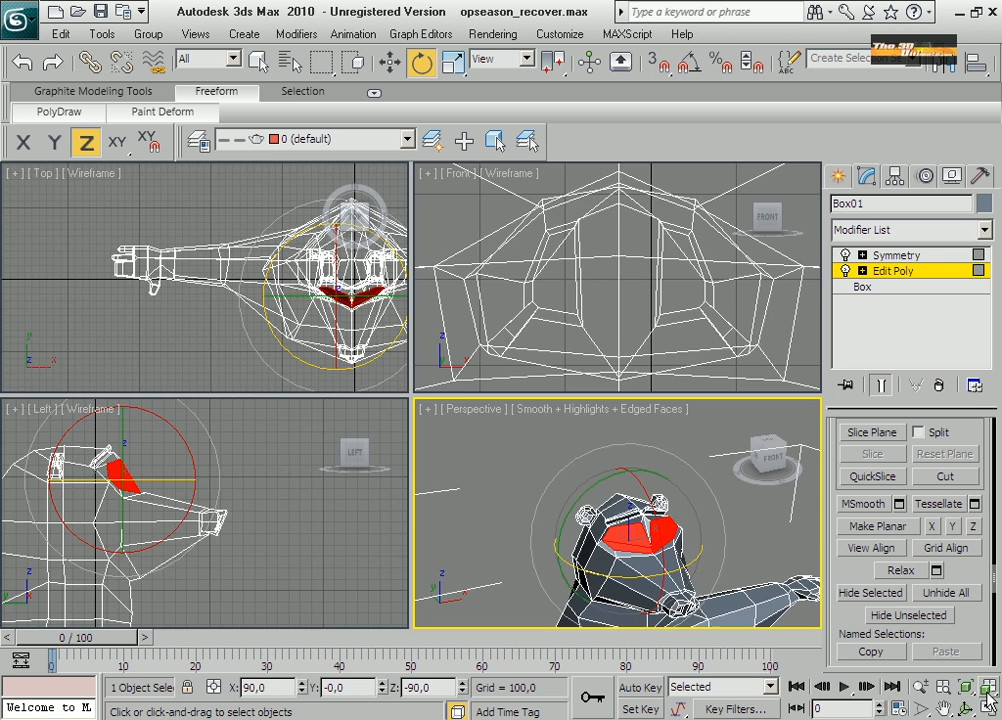 Autodesk 3ds Max 2010 - Unregistered Version opseason_recover.max
Type a keyword or phrase
Edit Tools Group Views Create Modifiers Animation Graph Editors Rendering Customize MAXScript Help
All View 3 Create Selection Se
Graphite Modeling Tools Freeform Selection
PolyDraw Paint Deform
X Y Z XY XY 0 (default)
[ + ] [ Top ] [ Wireframe ]
[ + ] [ Front ] [ Wireframe ]
FRONT
Box01
Modifier List
Symmetry
Edit Poly
Box
[ + ] [ Left ] [ Wireframe ]
LEFT
[ + ] [ Perspective ] [ Smooth + Highlights + Edged Faces ]
FRONT
Slice Plane Split
Slice Reset Plane
QuickSlice Cut
MSmooth Tessellate
Make Planar X Y Z
View Align Grid Align
Relax
Hide Selected Unhide All
Hide Unselected
Named Selections:
Copy Paste
< 0 / 100 >
0 10 20 30 40 50 60 70 80 90 100
1 Object Sele X: 90,0 Y: -0,0 Z: -90,0 Grid = 100,0 Auto Key Selected
Welcome to M Click or click-and-drag to select objects Add Time Tag Set Key Key Filters... 0